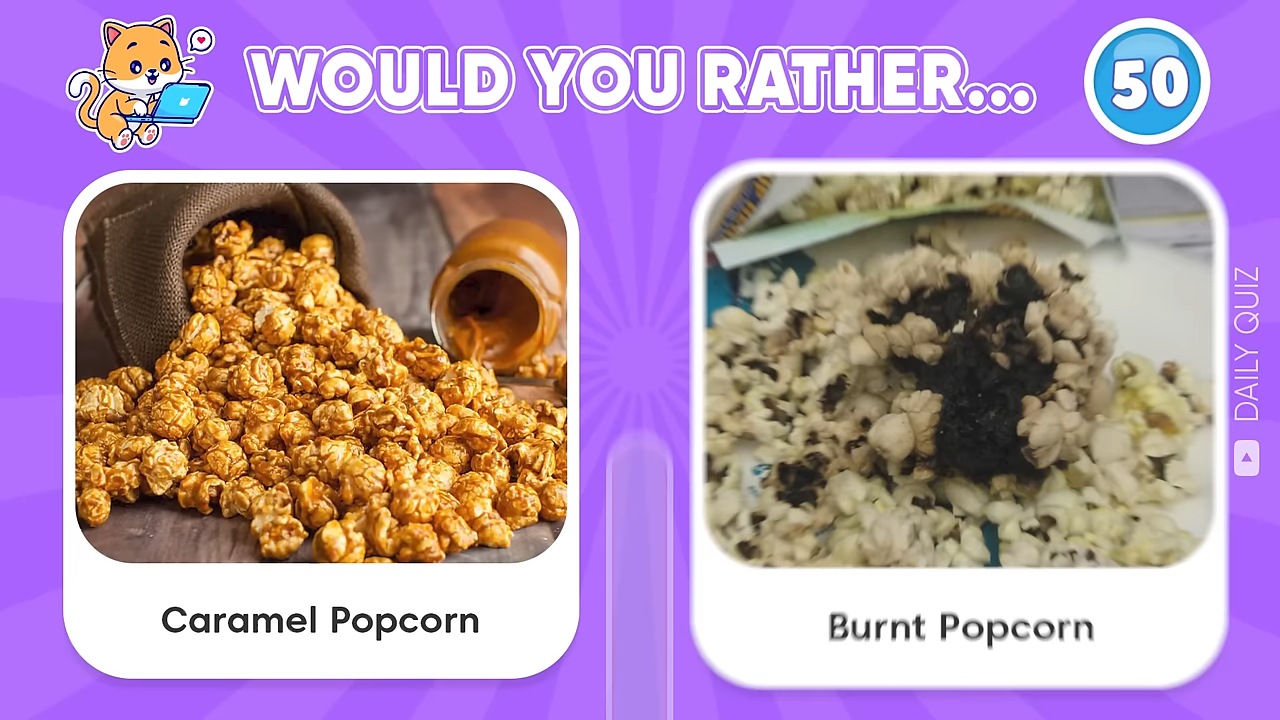 WOULD YOU RATHER...
50
Caramel Popcorn
Burnt Popcorn
DAILY QUIZ